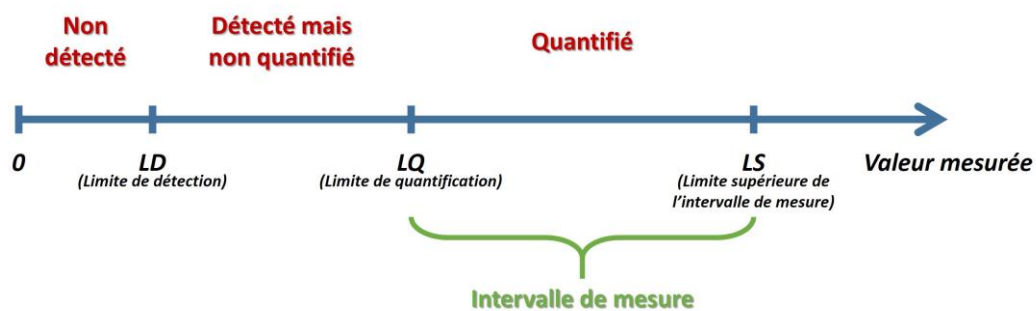 Non
détecté
Détecté mais
non quantifié
Quantifié
0
LD
(Limite de détection)
LQ
(Limite de quantification)
LS
(Limite supérieure de
l’intervalle de mesure)
Valeur mesurée
Intervalle de mesure